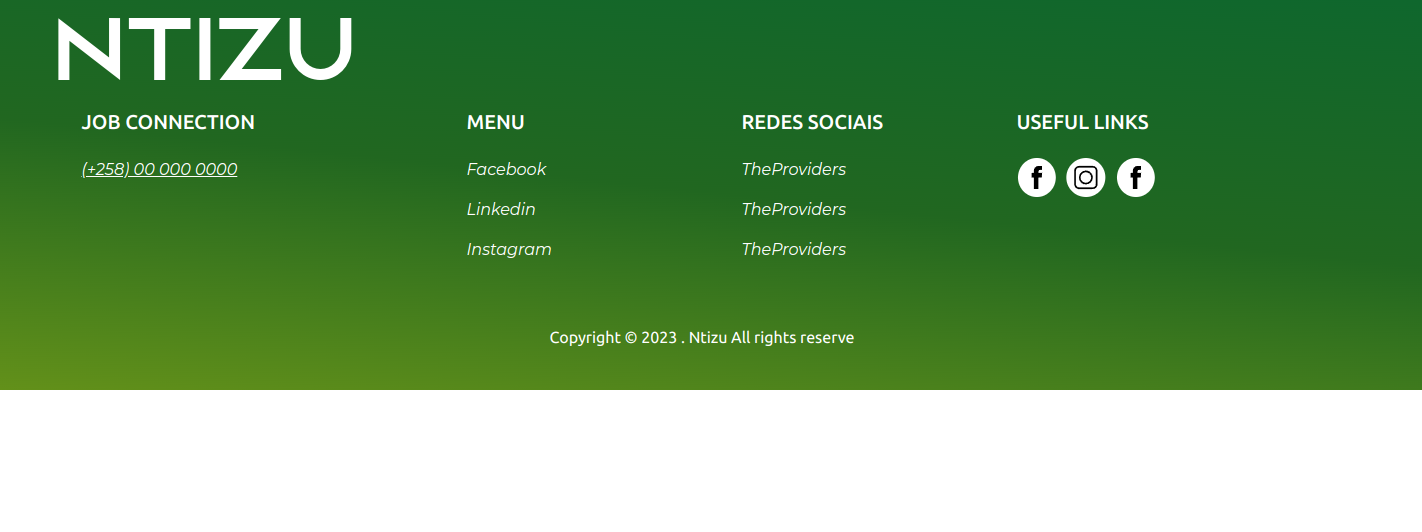 NTIZU
JOB CONNECTION
(+258) 00 000 0000
MENU
Facebook
Linkedin
Instagram
REDES SOCIAIS
TheProviders
TheProviders
TheProviders
USEFUL LINKS
Copyright © 2023 . Ntizu All rights reserve